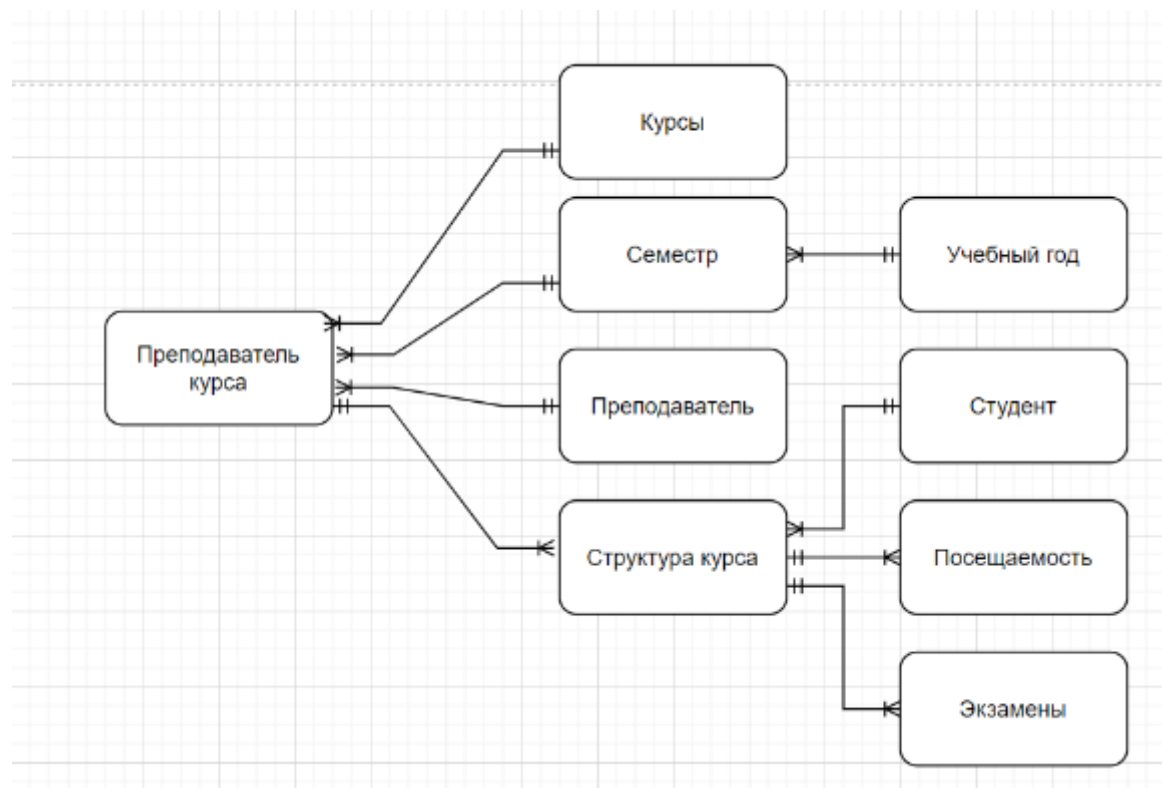 Курсы
Семестр
Учебный год
Преподаватель
курса
Преподаватель
Студент
Структура курса
Посещаемость
Экзамены